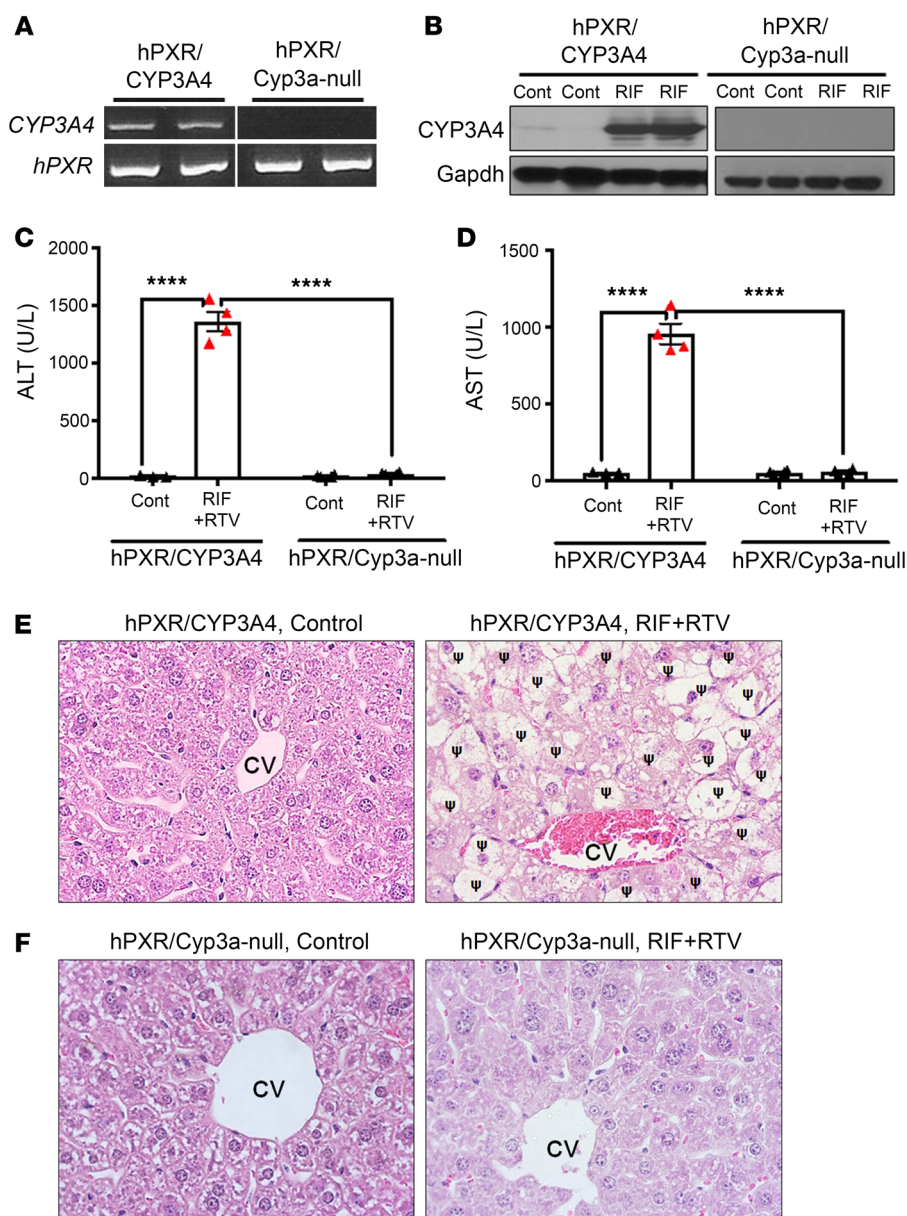 A
hPXR/
CYP3A4
hPXR/
Cyp3a-null
CYP3A4
hPXR
B
hPXR/
CYP3A4
hPXR/
Cyp3a-null
Cont Cont RIF RIF
Cont Cont RIF RIF
CYP3A4
Gapdh
C
ALT (U/L)
2000
1500
1000
500
0
****
****
Cont
RIF
+RTV
Cont
RIF
+RTV
hPXR/CYP3A4
hPXR/Cyp3a-null
D
AST (U/L)
1500
1000
500
0
****
****
Cont
RIF
+RTV
Cont
RIF
+RTV
hPXR/CYP3A4
hPXR/Cyp3a-null
E
hPXR/CYP3A4, Control
CV
hPXR/CYP3A4, RIF+RTV
Ψ Ψ Ψ Ψ Ψ
Ψ Ψ
Ψ Ψ
Ψ Ψ Ψ
Ψ Ψ Ψ Ψ
Ψ Ψ
Ψ Ψ Ψ
Ψ Ψ
Ψ CV Ψ
Ψ Ψ Ψ
Ψ
F
hPXR/Cyp3a-null, Control
CV
hPXR/Cyp3a-null, RIF+RTV
CV